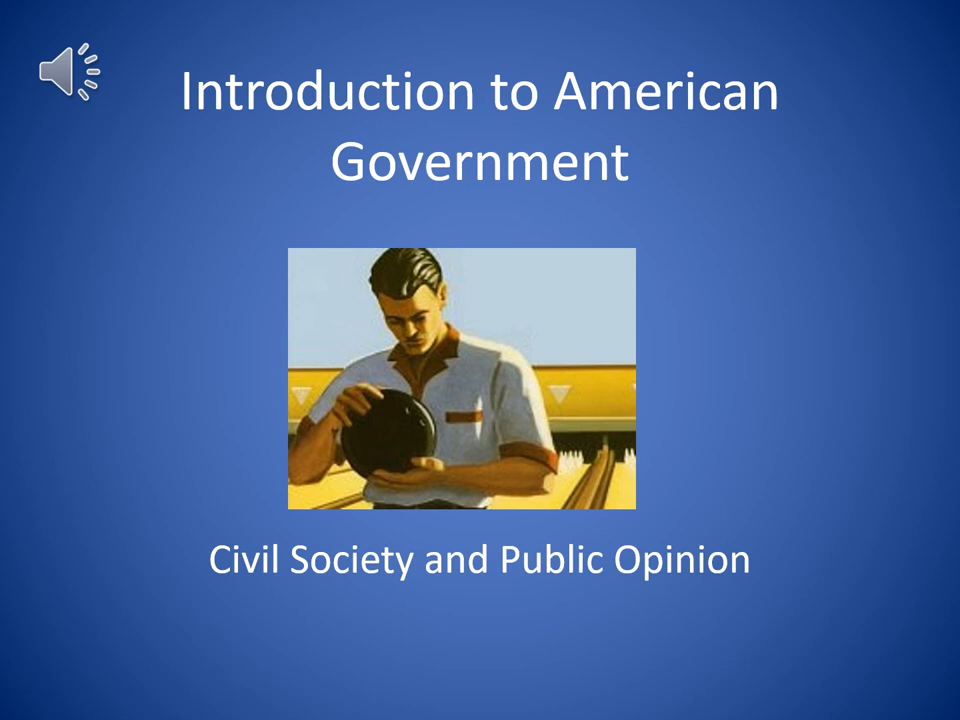 Introduction to American
Government
Civil Society and Public Opinion